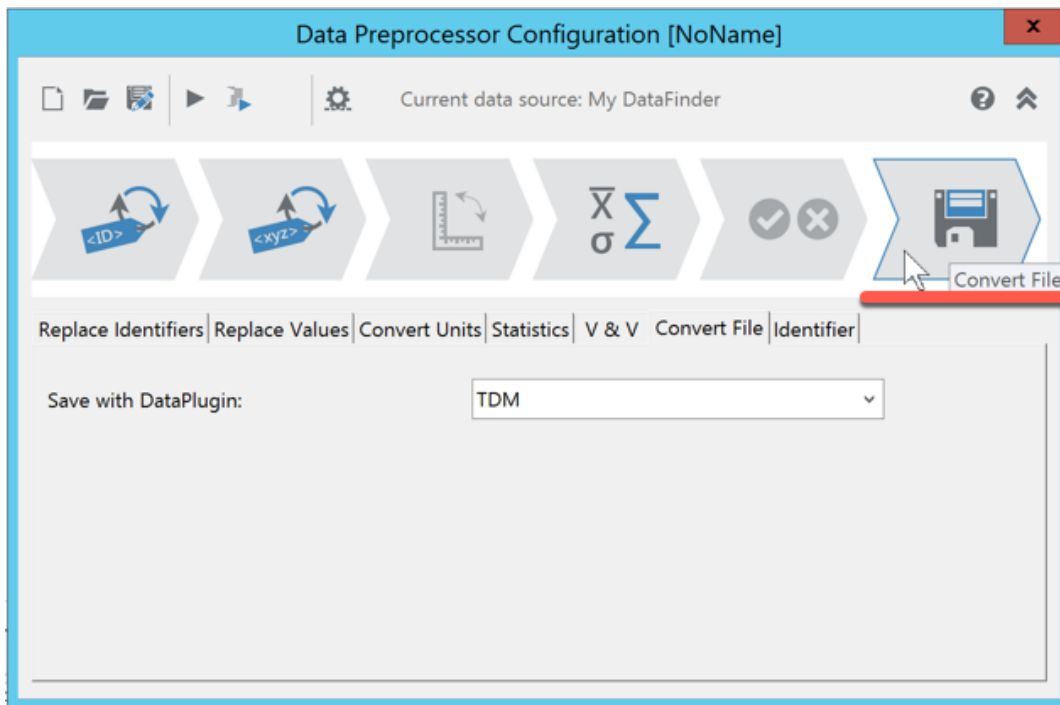 Data Preprocessor Configuration [NoName]
x
Current data source: My DataFinder
?
<ID>
<xyz>
X̅
σ Σ
Convert File
Replace Identifiers Replace Values Convert Units Statistics V & V Convert File Identifier
Save with DataPlugin: TDM